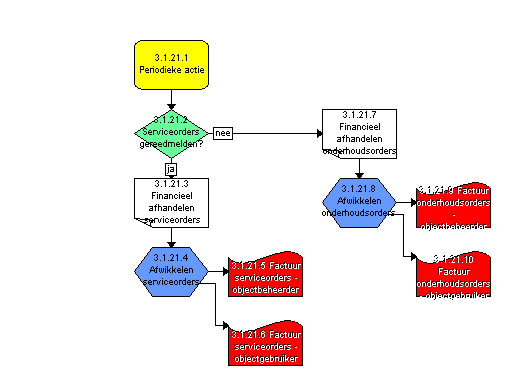 3.1.21.1
Periodieke actie
3.1.21.2
Serviceorders
gereedmelden?
nee
ja
3.1.21.3
Financieel
afhandelen
serviceorders
3.1.21.4
Afwikkelen
serviceorders
3.1.21.5 Factuur
serviceorders -
objectbeheerder
3.1.21.6 Factuur
serviceorders -
objectgebruiker
3.1.21.7
Financieel
afhandelen
onderhoudsorders
3.1.21.8
Afwikkelen
onderhoudsorders
3.1.21.9 Factuur
onderhoudsorders
-
objectbeheerder
3.1.21.10
Factuur
onderhoudsorders
- objectgebruiker